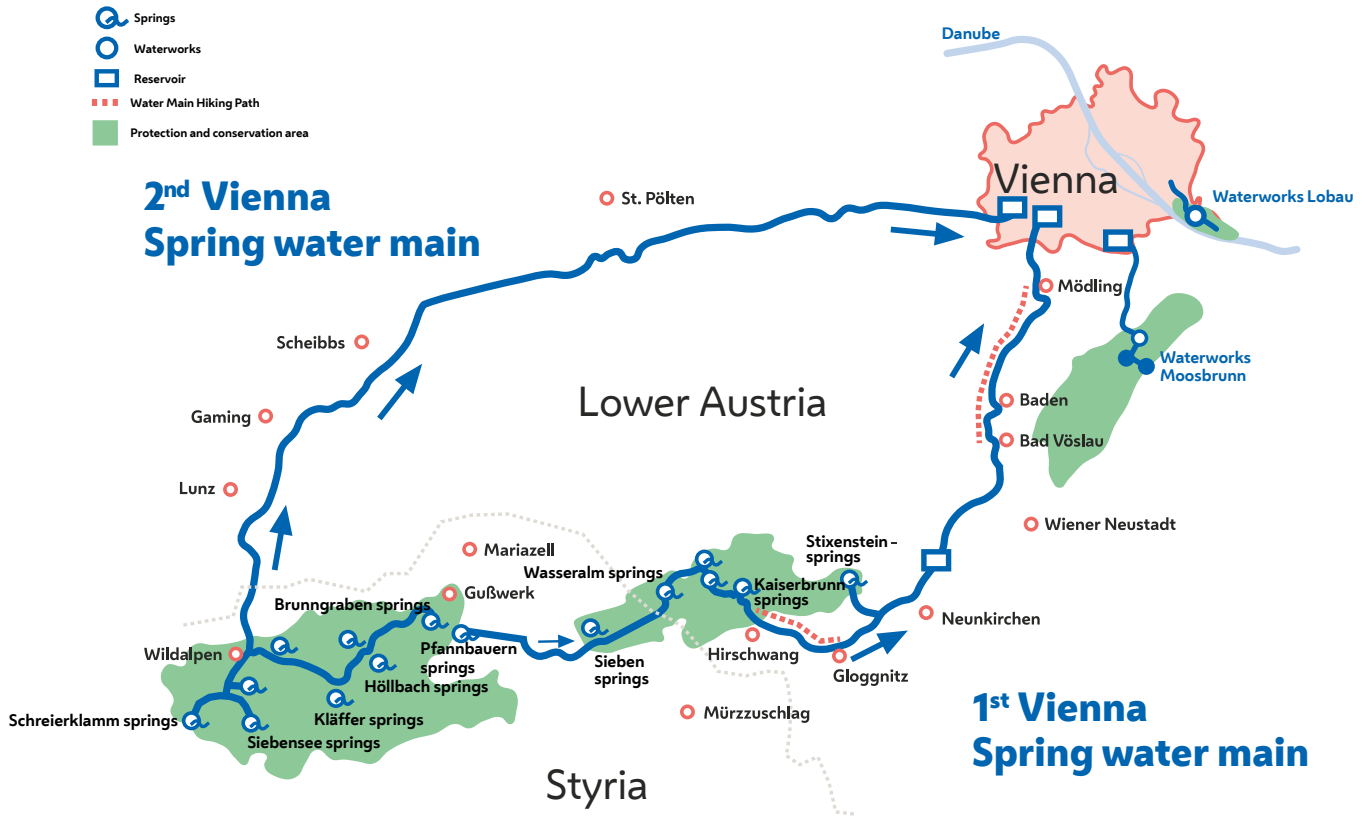 Springs
Waterworks
Reservoir
Water Main Hiking Path
Protection and conservation area
2nd Vienna
Spring water main
Danube
Vienna
Waterworks Lobau
St. Pölten
Mödling
Scheibbs
Waterworks
Moosbrunn
Lower Austria
Baden
Gaming
Bad Vöslau
Lunz
Wiener Neustadt
Stixenstein –
springs
Mariazell
Wasseralm springs
Kaiserbrunn
springs
Gußwerk
Brunngraben springs
Neunkirchen
Wildalpen
Pfannbauern
springs
Sieben
springs
Hirschwang
Gloggnitz
Höllbach springs
Kläffer springs
Mürzzuschlag
Schreierklamm springs
Siebensee springs
1st Vienna
Spring water main
Styria